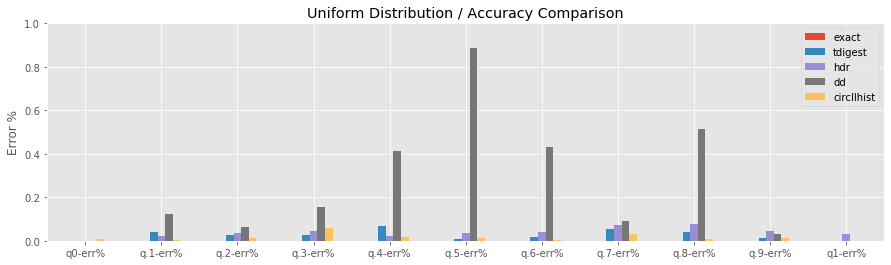 Uniform Distribution / Accuracy Comparison
Error %
1.0
0.8
0.6
0.4
0.2
0.0
exact
tdigest
hdr
dd
circllhist
q0-err% q.1-err% q.2-err% q.3-err% q.4-err% q.5-err% q.6-err% q.7-err% q.8-err% q.9-err% q1-err%